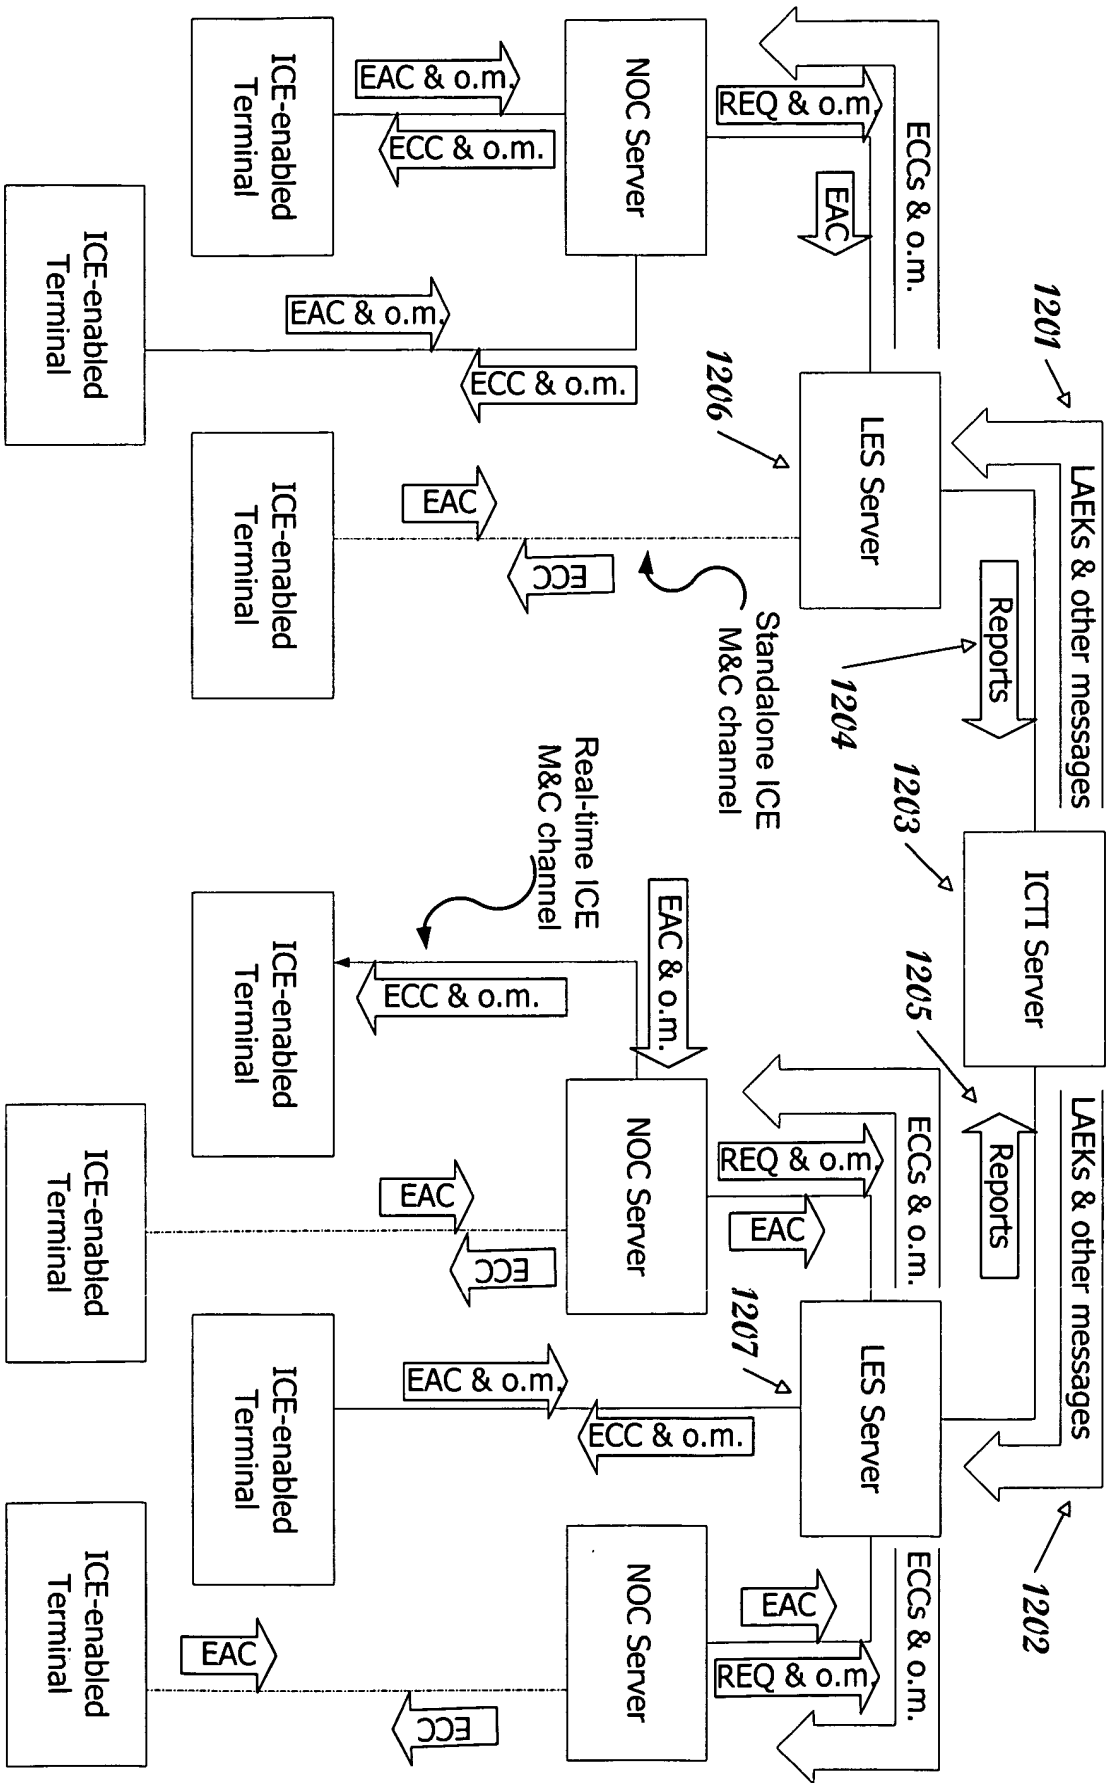 1201
LAEKs & other messages
ICTI Server
LAEKs & other messages
1202
Reports
1204
1203
1205
Reports
ECCs & o.m.
LES Server
ECCs & o.m.
LES Server
ECCs & o.m.
REQ & o.m.
EAC
1206
REQ & o.m.
EAC
1207
EAC
REQ & o.m.
NOC Server
Standalone ICE
M&C channel
EAC & o.m.
NOC Server
NOC Server
Real-time ICE
M&C channel
EAC & o.m.
ECC & o.m.
EAC & o.m.
ECC & o.m.
EAC
ECC
ECC & o.m.
EAC
ECC
EAC & o.m.
ECC & o.m.
EAC
ECC
ICE-enabled
Terminal
ICE-enabled
Terminal
ICE-enabled
Terminal
ICE-enabled
Terminal
ICE-enabled
Terminal
ICE-enabled
Terminal
ICE-enabled
Terminal